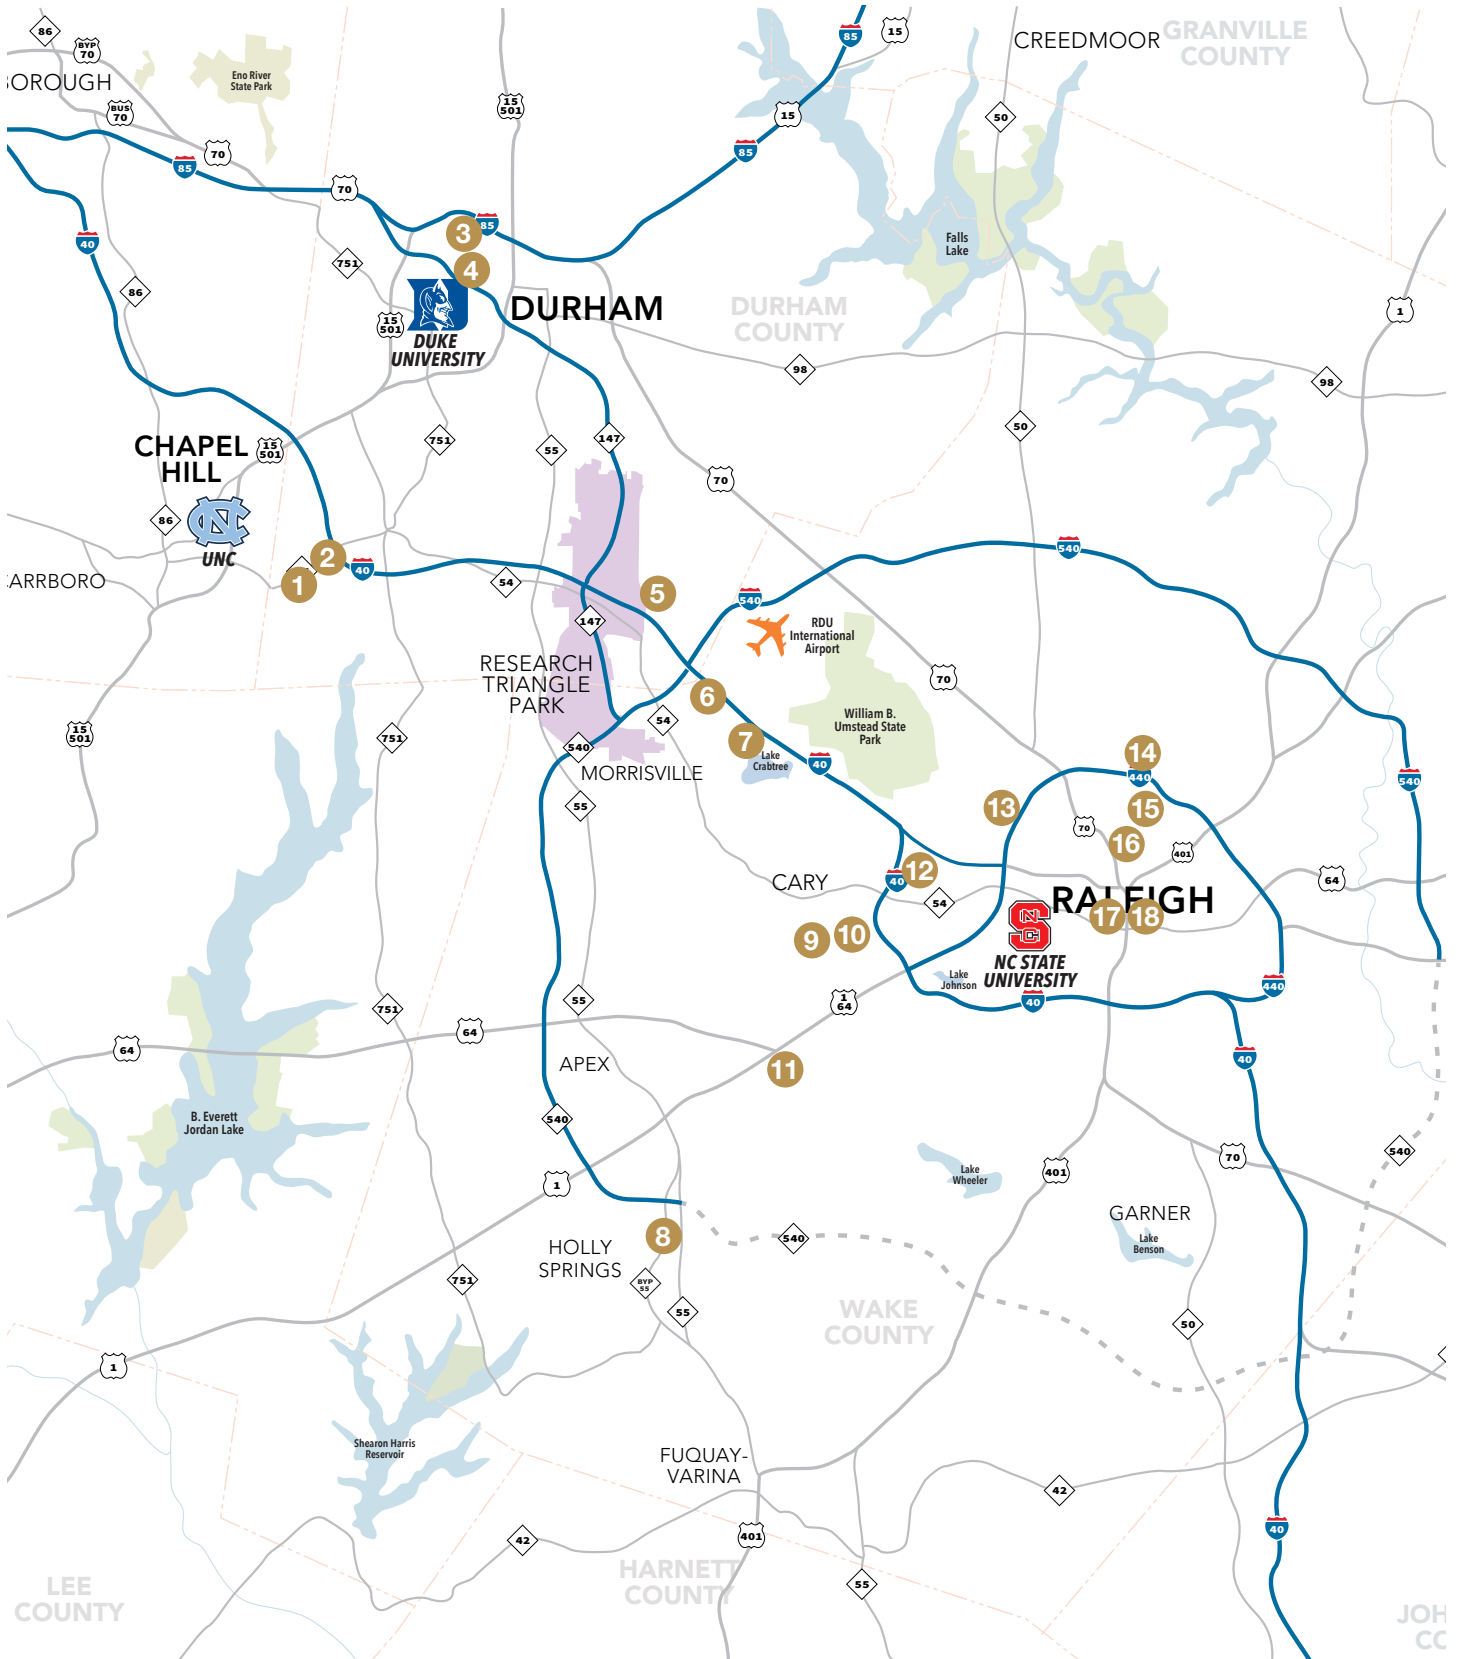 86
BYP
70
BOROUGH
Eno River
State Park
BUS
70
70
85
70
15
501
85
15
CREEDMOOR
GRANVILLE
COUNTY
50
15
85
40
86
751
3
85
4
15
501
DUKE
UNIVERSITY
DURHAM
DURHAM
COUNTY
Falls
Lake
1
98
98
CHAPEL
HILL
15
501
751
55
147
50
70
86
UNC
CARRBORO
1
2
40
54
5
147
540
540
RDU
International
Airport
RESEARCH
TRIANGLE
PARK
54
6
7
Lake
Crabtree
William B.
Umstead State
Park
70
15
501
751
540
MORRISVILLE
55
40
13
14
440
15
70
16
401
540
64
CARY
40
12
54
RALEIGH
17
18
9
10
NC STATE
UNIVERSITY
Lake
Johnson
40
440
1
64
55
751
64
64
APEX
11
40
B. Everett
Jordan Lake
540
1
Lake
Wheeler
401
70
540
GARNER
Lake
Benson
8
540
HOLLY
SPRINGS
BYP
55
55
751
WAKE
COUNTY
50
1
Shearon Harris
Reservoir
FUQUAY-
VARINA
42
401
42
40
HARNETT
COUNTY
55
LEE
COUNTY
JOH
CO